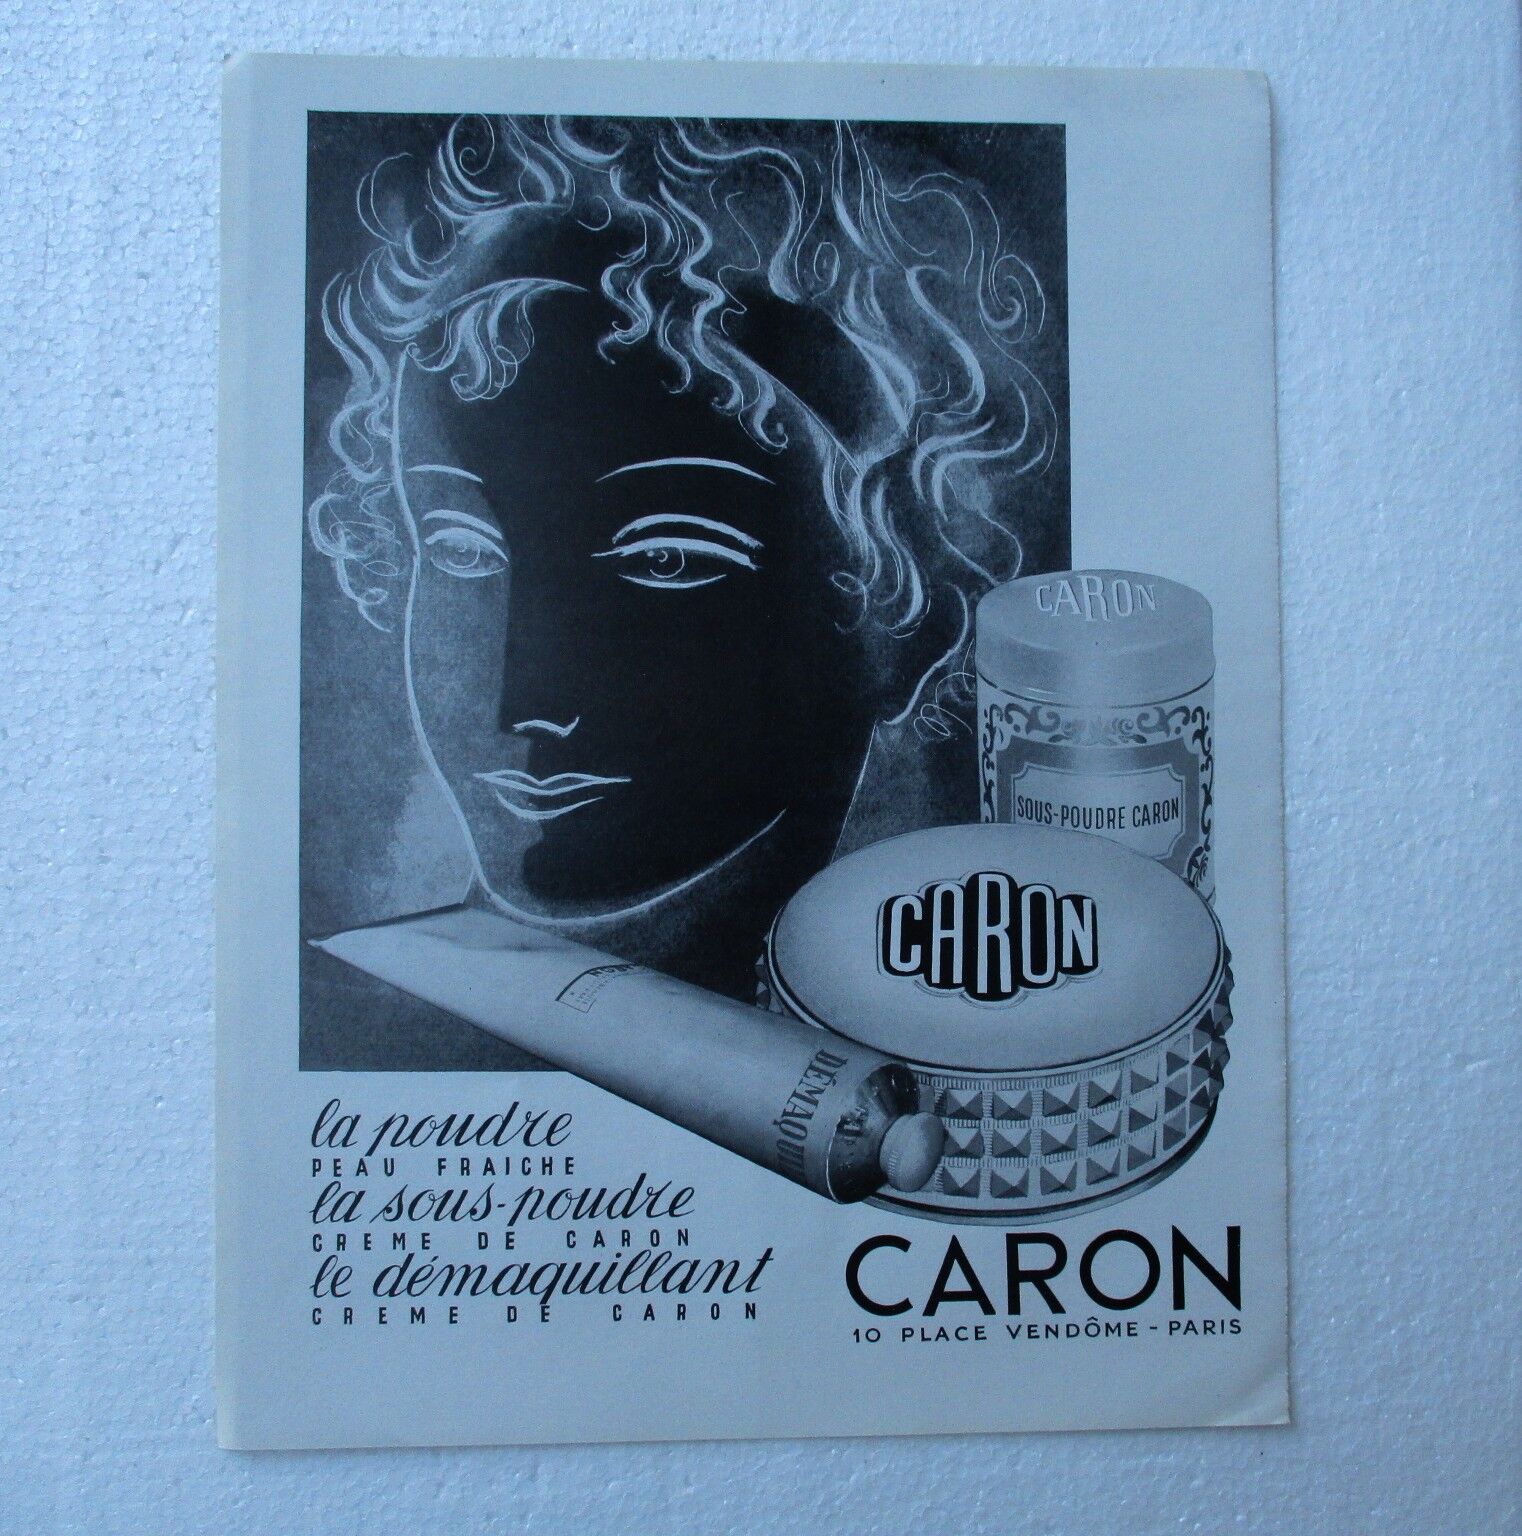 CARON
SOUS-POUDRE CARON
CARON
la poudre
PEAU FRAICHE
la sous-poudre
CREME DE CARON
le démaquillant
CREME DE CARON
CARON
10 PLACE VENDÔME - PARIS